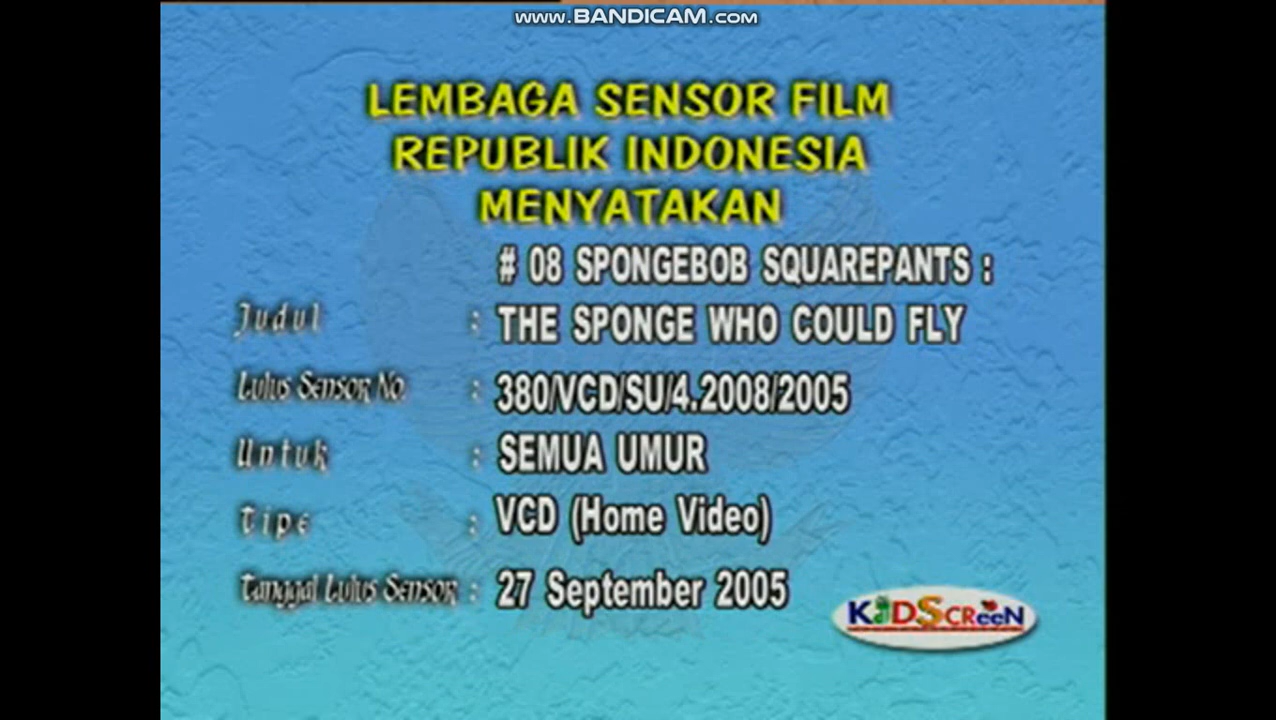 www.BANDICAM.com
LEMBAGA SENSOR FILM
REPUBLIK INDONESIA
MENYATAKAN
# 08 SPONGEBOB SQUAREPANTS :
Judul : THE SPONGE WHO COULD FLY
Lulus Sensor No. : 380/VCD/SU/4.2008/2005
Untuk : SEMUA UMUR
Tipe : VCD (Home Video)
Tanggal Lulus Sensor : 27 September 2005
KiDSCReeN